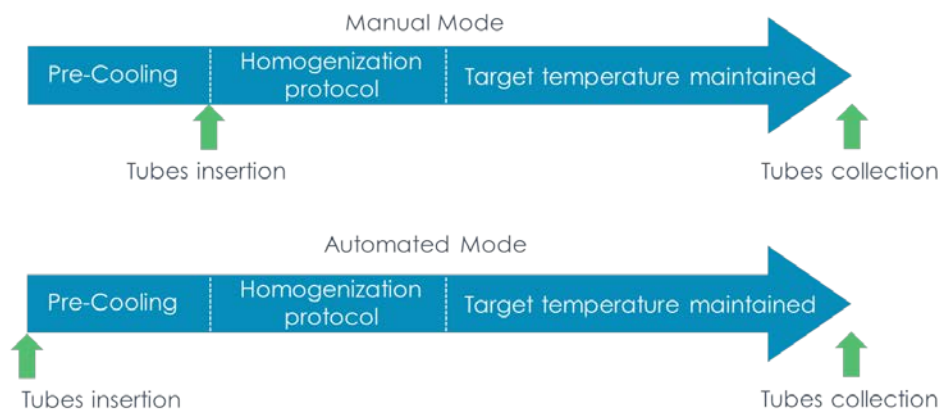 Manual Mode
Pre-Cooling
Homogenization
protocol
Target temperature maintained
Tubes insertion
Tubes collection
Automated Mode
Pre-Cooling
Homogenization
protocol
Target temperature maintained
Tubes insertion
Tubes collection